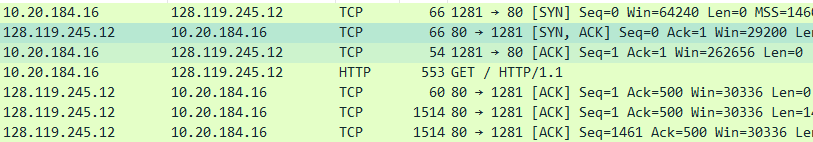 10.20.184.16 128.119.245.12 TCP 66 1281 → 80 [SYN] Seq=0 Win=64240 Len=0 MSS=1460
128.119.245.12 10.20.184.16 TCP 66 80 → 1281 [SYN, ACK] Seq=0 Ack=1 Win=29200 Len
10.20.184.16 128.119.245.12 TCP 54 1281 → 80 [ACK] Seq=1 Ack=1 Win=262656 Len=0
10.20.184.16 128.119.245.12 HTTP 553 GET / HTTP/1.1
128.119.245.12 10.20.184.16 TCP 60 80 → 1281 [ACK] Seq=1 Ack=500 Win=30336 Len=0
128.119.245.12 10.20.184.16 TCP 1514 80 → 1281 [ACK] Seq=1 Ack=500 Win=30336 Len=14
128.119.245.12 10.20.184.16 TCP 1514 80 → 1281 [ACK] Seq=1461 Ack=500 Win=30336 Len